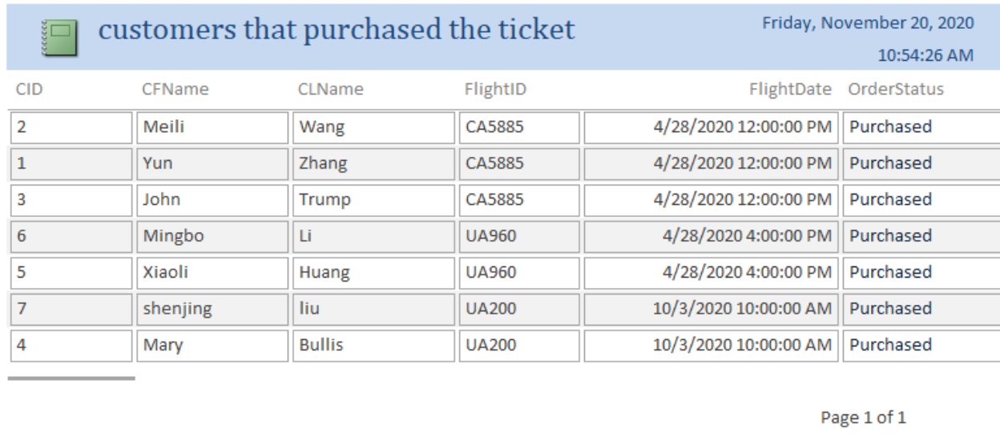 customers that purchased the ticket Friday, November 20, 2020
10:54:26 AM
CID CFName CLName FlightID FlightDate OrderStatus
2 Meili Wang CA5885 4/28/2020 12:00:00 PM Purchased
1 Yun Zhang CA5885 4/28/2020 12:00:00 PM Purchased
3 John Trump CA5885 4/28/2020 12:00:00 PM Purchased
6 Mingbo Li UA960 4/28/2020 4:00:00 PM Purchased
5 Xiaoli Huang UA960 4/28/2020 4:00:00 PM Purchased
7 shenjing liu UA200 10/3/2020 10:00:00 AM Purchased
4 Mary Bullis UA200 10/3/2020 10:00:00 AM Purchased
Page 1 of 1